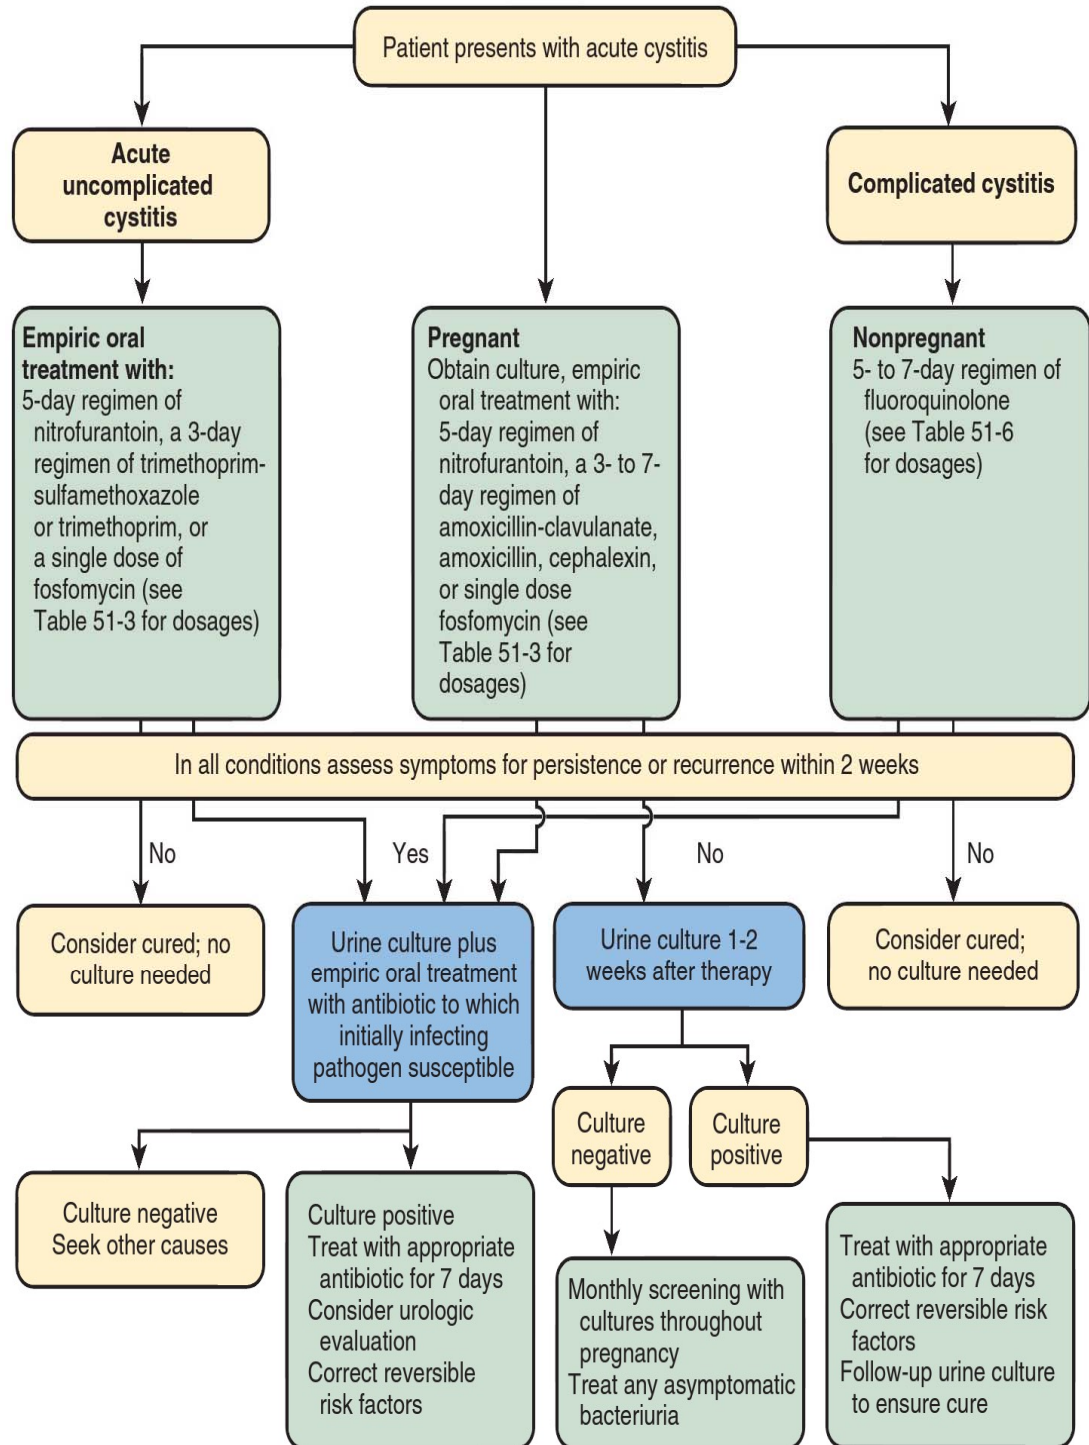 Patient presents with acute cystitis
Acute
uncomplicated
cystitis
Complicated cystitis
Empiric oral
treatment with:
5-day regimen of
nitrofurantoin, a 3-day
regimen of trimethoprim-
sulfamethoxazole
or trimethoprim, or
a single dose of
fosfomycin (see
Table 51-3 for dosages)
Pregnant
Obtain culture, empiric
oral treatment with:
5-day regimen of
nitrofurantoin, a 3- to 7-
day regimen of
amoxicillin-clavulanate,
amoxicillin, cephalexin,
or single dose
fosfomycin (see
Table 51-3 for
dosages)
Nonpregnant
5- to 7-day regimen of
fluoroquinolone
(see Table 51-6
for dosages)
In all conditions assess symptoms for persistence or recurrence within 2 weeks
No
Yes
No
No
Consider cured; no
culture needed
Urine culture plus
empiric oral treatment
with antibiotic to which
initially infecting
pathogen susceptible
Urine culture 1-2
weeks after therapy
Consider cured;
no culture needed
Culture
negative
Culture
positive
Culture negative
Seek other causes
Culture positive
Treat with appropriate
antibiotic for 7 days
Consider urologic
evaluation
Correct reversible
risk factors
Monthly screening with
cultures throughout
pregnancy
Treat any asymptomatic
bacteriuria
Treat with appropriate
antibiotic for 7 days
Correct reversible risk
factors
Follow-up urine culture
to ensure cure